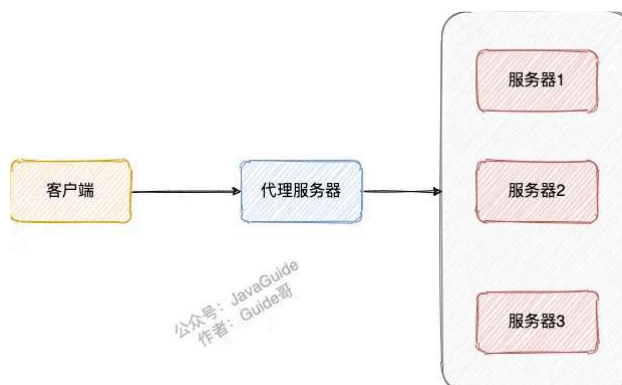 服务器1
客户端
代理服务器
服务器2
公众号：JavaGuide
作者：Guide哥
服务器3